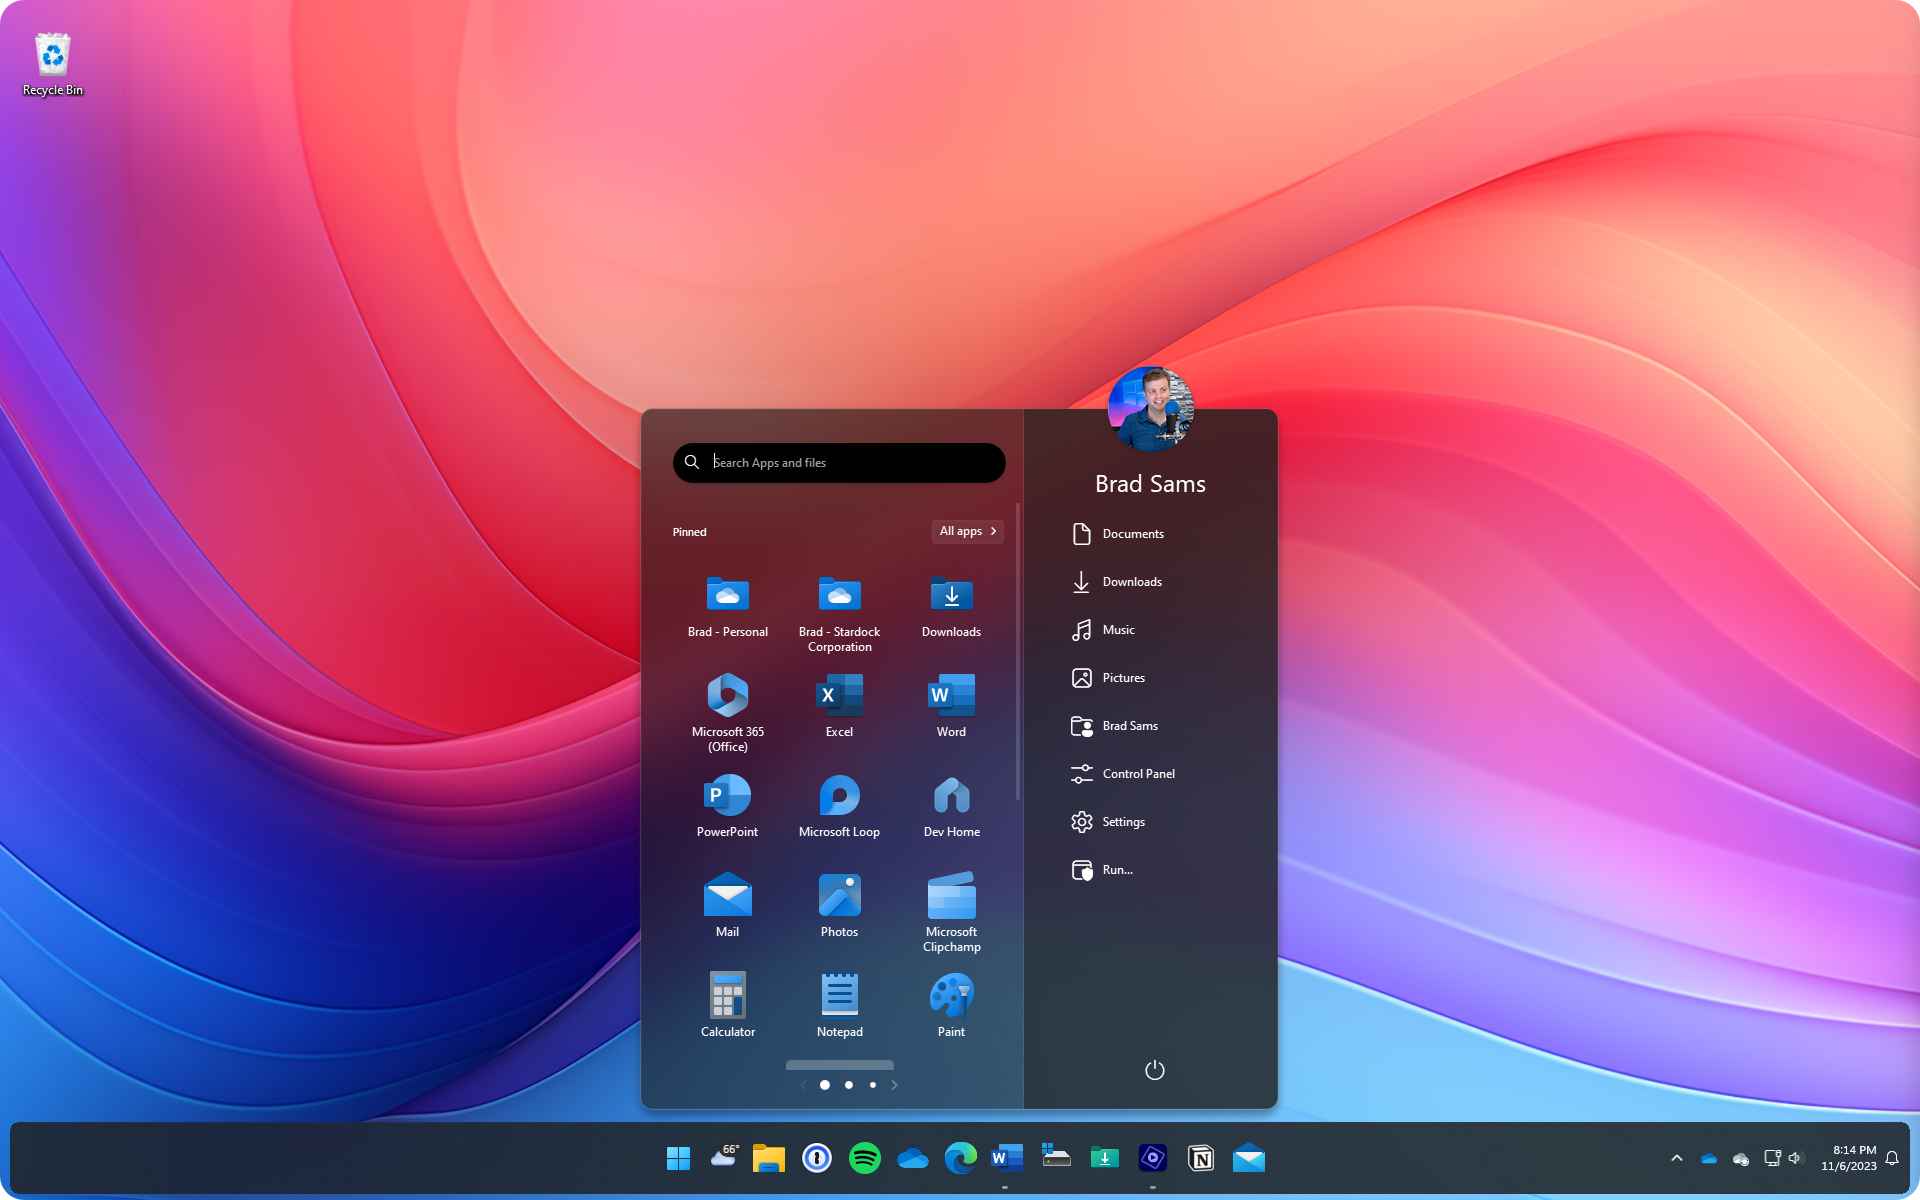 Recycle Bin
Search Apps and files
Pinned
All apps
Brad - Personal
Brad - Stardock
Corporation
Downloads
Microsoft 365
(Office)
Excel
Word
PowerPoint
Microsoft Loop
Dev Home
Mail
Photos
Microsoft
Clipchamp
Calculator
Notepad
Paint
Brad Sams
Documents
Downloads
Music
Pictures
Brad Sams
Control Panel
Settings
Run...
66°
8:14 PM
11/6/2023